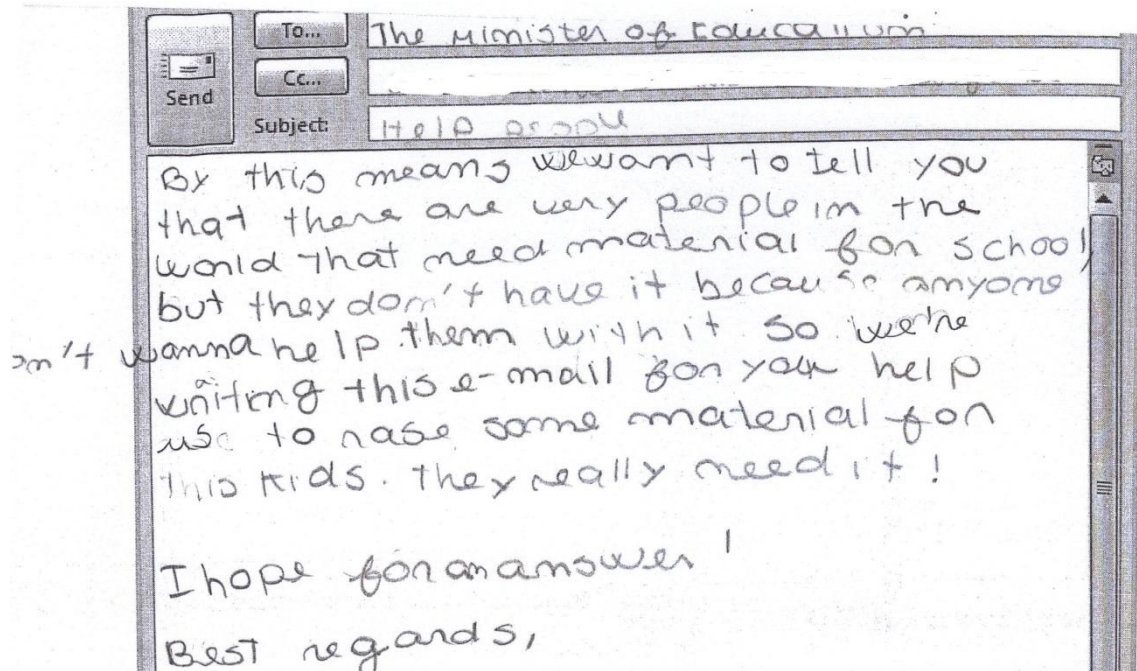 To... The Minister of Education
Cc...
Send
Subject: Help people
By this means we want to tell you
that there are very people in the
world that need material for school,
but they don't have it because anyone
don't wanna help them with it so we're
writing this e-mail for you help
us to rase some material for
this kids. They really need it!
I hope for an answer!
Best regards,